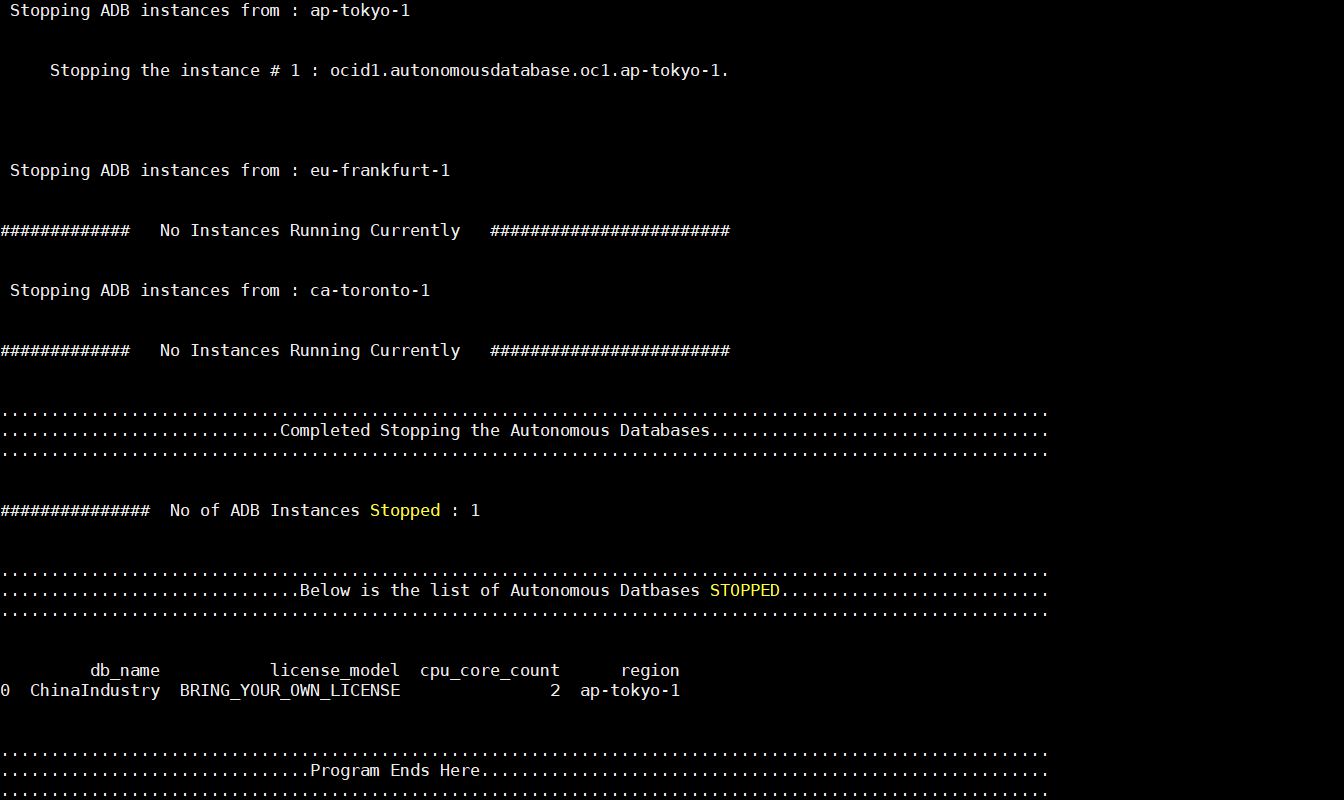 Stopping ADB instances from : ap-tokyo-1
Stopping the instance # 1 : ocid1.autonomousdatabase.oc1.ap-tokyo-1.
Stopping ADB instances from : eu-frankfurt-1
############# No Instances Running Currently ########################
Stopping ADB instances from : ca-toronto-1
############# No Instances Running Currently ########################
.........................................................................................................
............................Completed Stopping the Autonomous Databases..................................
.........................................................................................................
############### No of ADB Instances Stopped : 1
.........................................................................................................
..............................Below is the list of Autonomous Datbases STOPPED...........................
.........................................................................................................
db_name license_model cpu_core_count region
0 ChinaIndustry BRING_YOUR_OWN_LICENSE 2 ap-tokyo-1
.........................................................................................................
...............................Program Ends Here.........................................................
.........................................................................................................